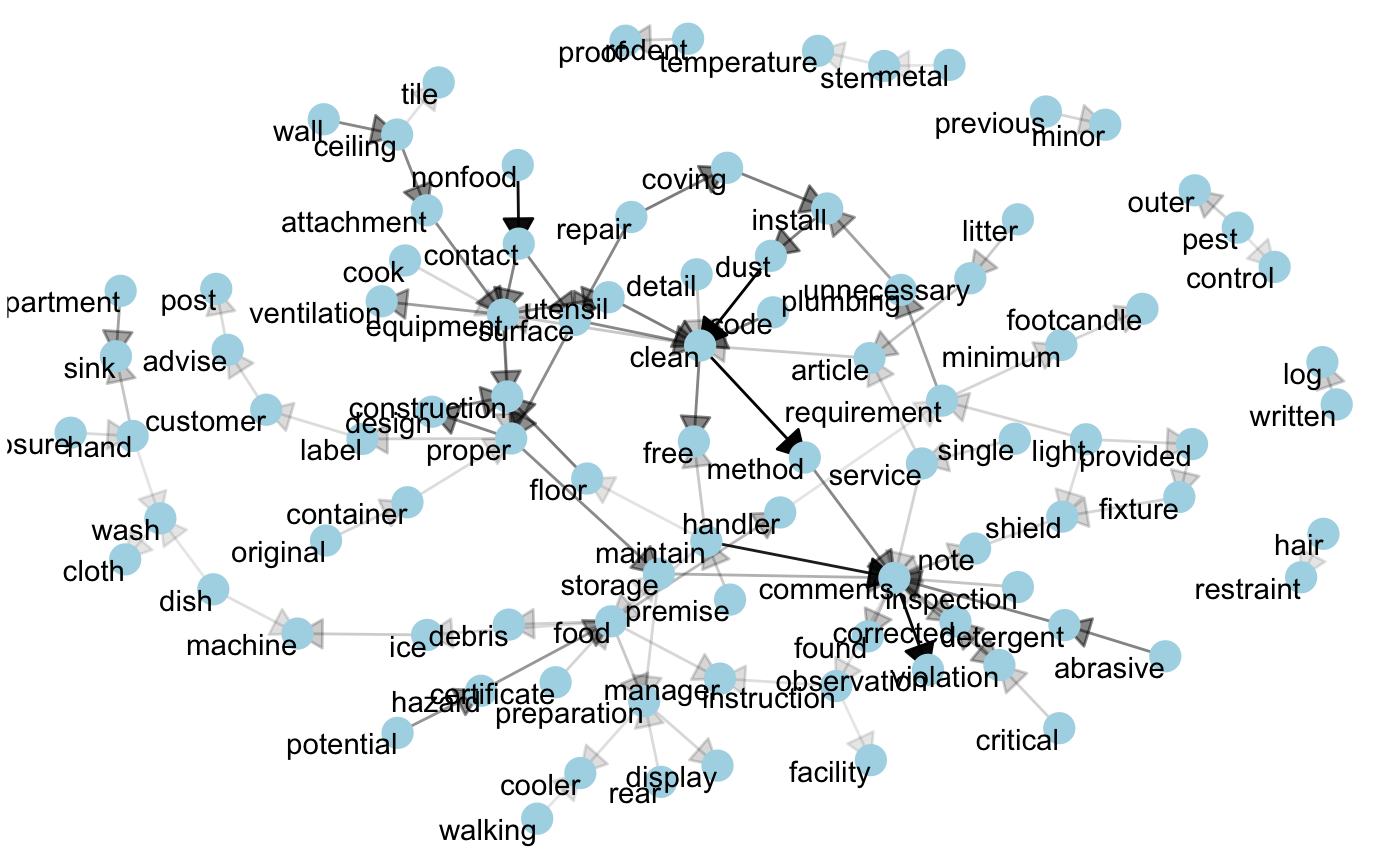 proof
rodent
temperature
stem
metal
tile
wall
ceiling
previous
minor
nonfood
coving
attachment
repair
install
outer
litter
pest
contact
cook
detail
dust
control
partment
post
ventilation
utensil
plumbing
unnecessary
equipment
surface
code
footcandle
clean
minimum
sink
advise
article
log
construction
requirement
written
design
customer
osure
hand
label
proper
free
method
single
light
provided
service
floor
container
handler
shield
fixture
wash
original
maintain
note
hair
cloth
storage
comments
restraint
dish
premise
inspection
machine
ice
debris
food
corrected
detergent
found
abrasive
hazard
certificate
manager
instruction
observation
violation
preparation
potential
critical
cooler
display
rear
facility
walking